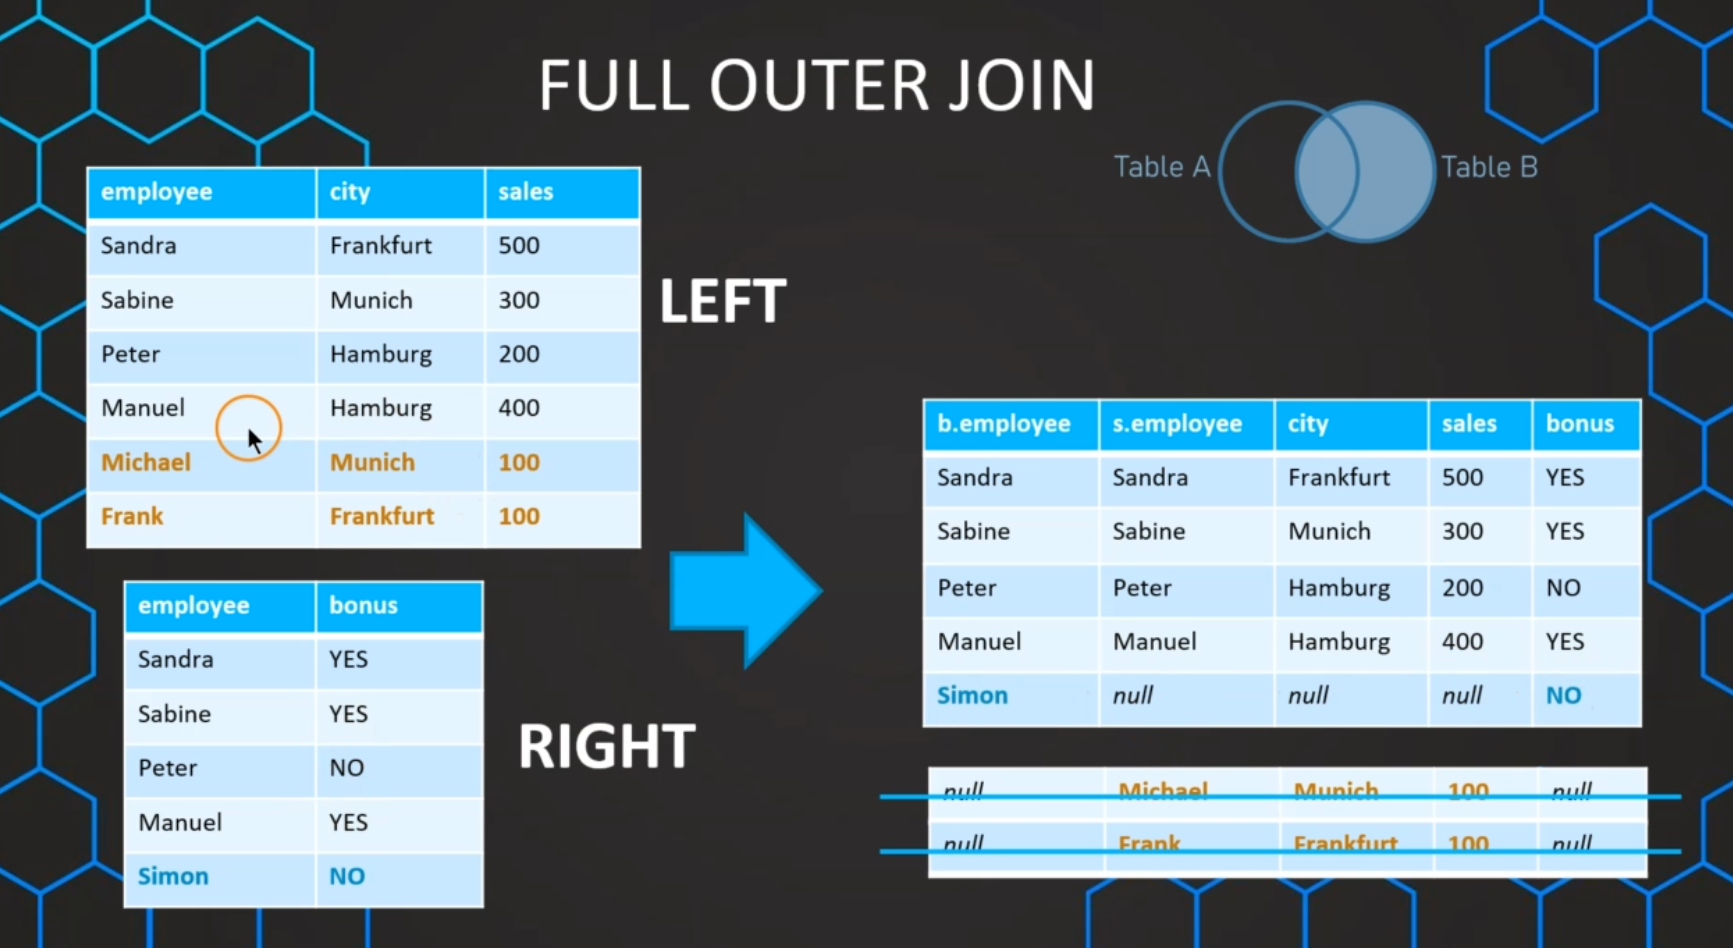 FULL OUTER JOIN
Table A Table B
employee city sales
Sandra Frankfurt 500
Sabine Munich 300
Peter Hamburg 200
Manuel Hamburg 400
Michael Munich 100
Frank Frankfurt 100
LEFT
employee bonus
Sandra YES
Sabine YES
Peter NO
Manuel YES
Simon NO
RIGHT
b.employee s.employee city sales bonus
Sandra Sandra Frankfurt 500 YES
Sabine Sabine Munich 300 YES
Peter Peter Hamburg 200 NO
Manuel Manuel Hamburg 400 YES
Simon null null null NO
null Michael Munich 100 null
null Frank Frankfurt 100 null